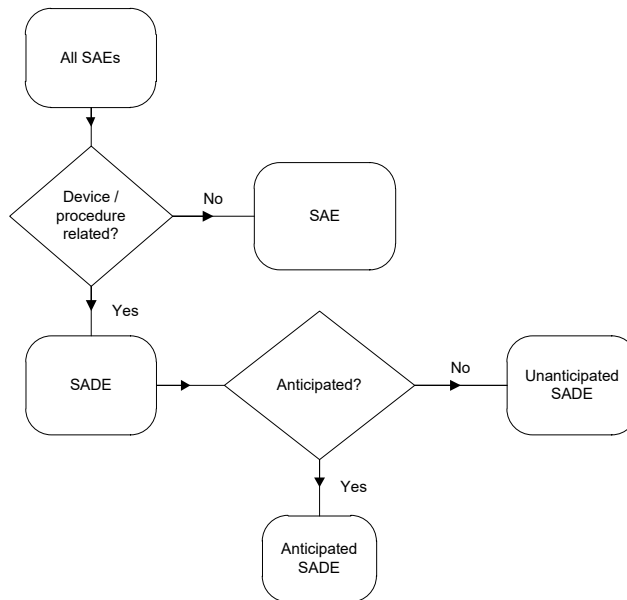 All SAEs
Device /
procedure
related?
No
SAE
Yes
SADE
Anticipated?
No
Unanticipated
SADE
Yes
Anticipated
SADE